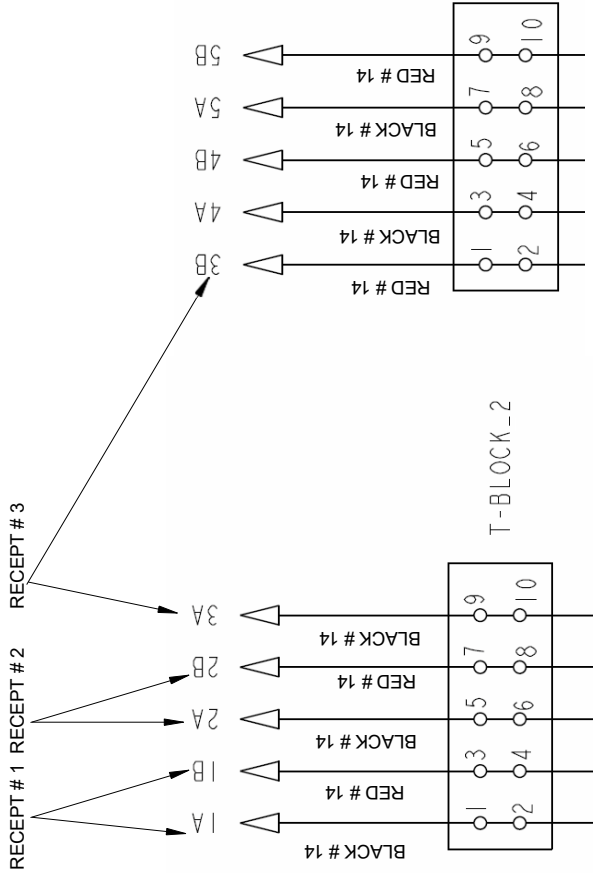 RECEPT # 1
RECEPT # 2
RECEPT # 3
1A
1B
2A
2B
3A
3B
4A
4B
5A
5B
BLACK # 14
RED # 14
BLACK # 14
RED # 14
BLACK # 14
RED # 14
BLACK # 14
RED # 14
BLACK # 14
RED # 14
1
3
5
7
9
2
4
6
8
10
T-BLOCK_2
1
3
5
7
9
2
4
6
8
10